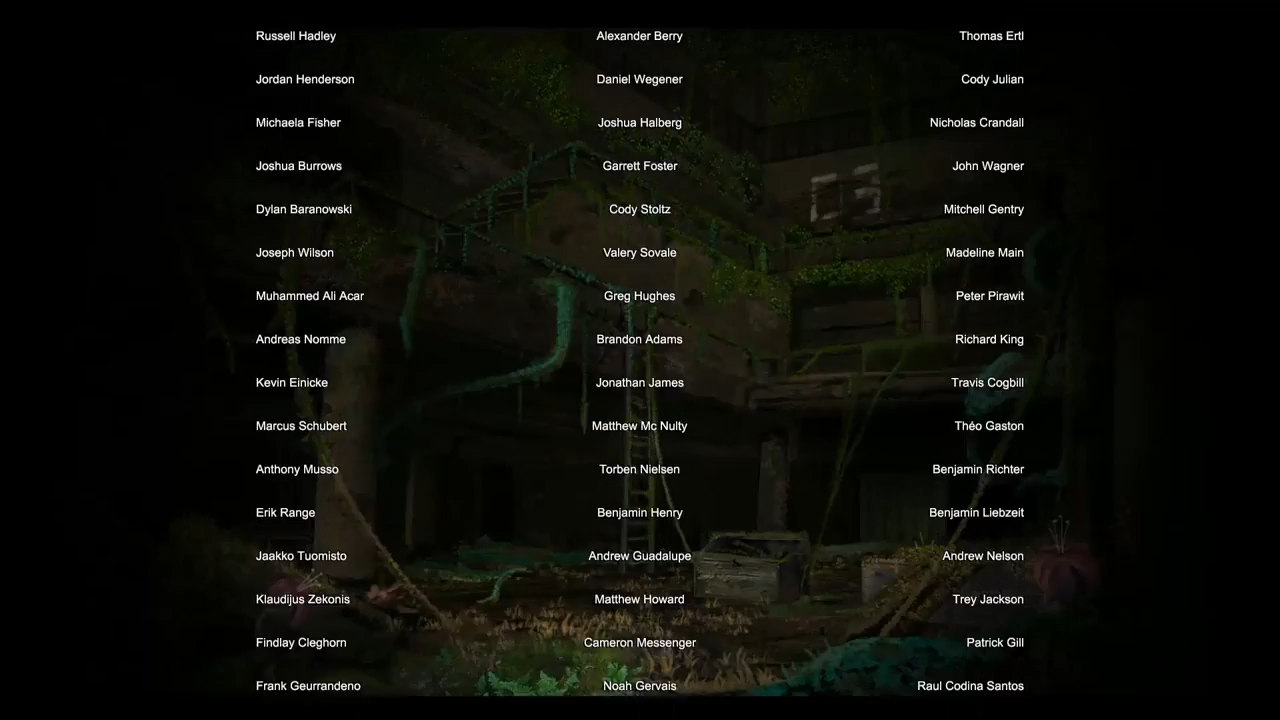 Russell Hadley Alexander Berry Thomas Ertl
Jordan Henderson Daniel Wegener Cody Julian
Michaela Fisher Joshua Halberg Nicholas Crandall
Joshua Burrows Garrett Foster John Wagner
Dylan Baranowski Cody Stoltz Mitchell Gentry
Joseph Wilson Valery Sovale Madeline Main
Muhammed Ali Acar Greg Hughes Peter Pirawit
Andreas Nomme Brandon Adams Richard King
Kevin Einicke Jonathan James Travis Cogbill
Marcus Schubert Matthew Mc Nulty Théo Gaston
Anthony Musso Torben Nielsen Benjamin Richter
Erik Range Benjamin Henry Benjamin Liebzeit
Jaakko Tuomisto Andrew Guadalupe Andrew Nelson
Klaudijus Zekonis Matthew Howard Trey Jackson
Findlay Cleghorn Cameron Messenger Patrick Gill
Frank Geurrandeno Noah Gervais Raul Codina Santos